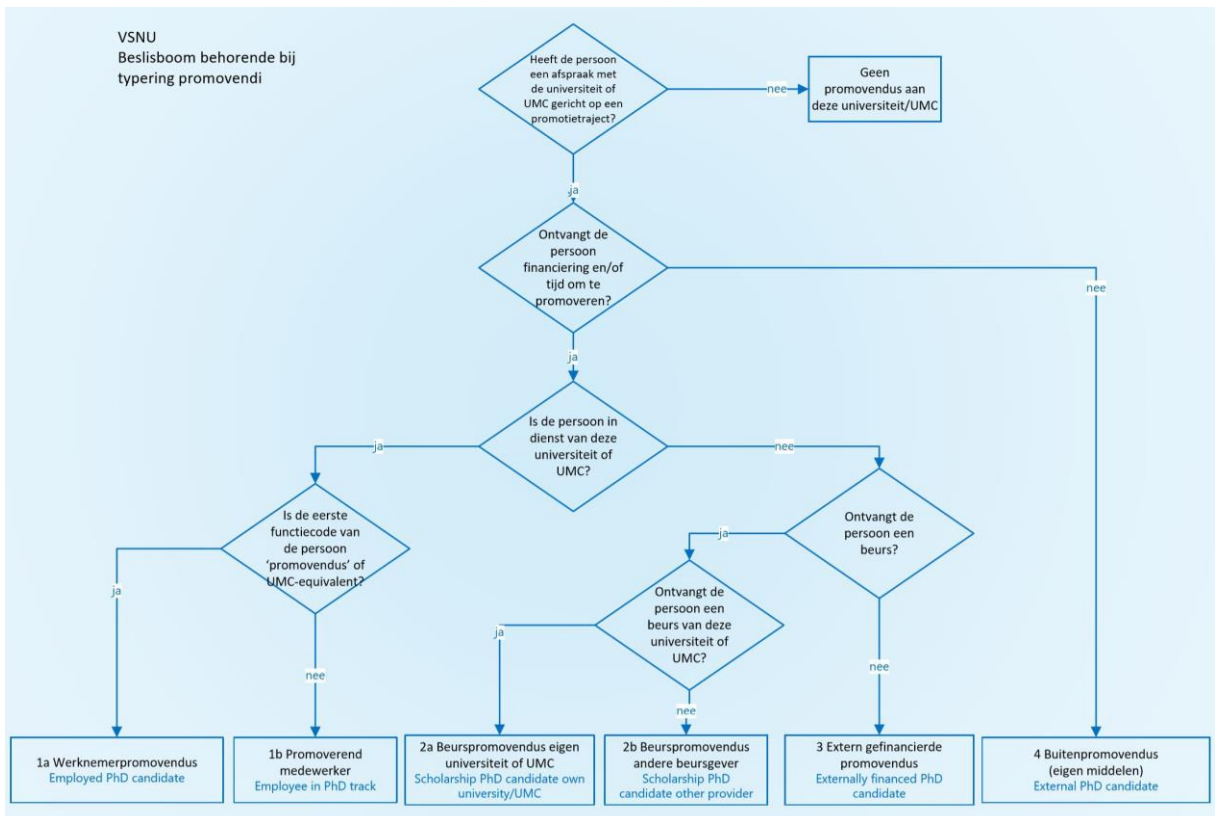 VSNU
Beslisboom behorende bij
typering promovendi
Heeft de persoon
een afspraak met
de universiteit of
UMC gericht op een
promotietraject?
nee
Geen
promovendus aan
deze universiteit/UMC
ja
Ontvangt de
persoon
financiering en/of
tijd om te
promoveren?
nee
ja
Is de persoon in
dienst van deze
universiteit of
UMC?
ja
nee
Is de eerste
functiecode van
de persoon
‘promovendus’ of
UMC-equivalent?
Ontvangt de
persoon een
beurs?
ja
ja
Ontvangt de
persoon een
beurs van deze
universiteit of
UMC?
ja
nee
nee
nee
1a Werknemerpromovendus
Employed PhD candidate
1b Promoverend
medewerker
Employee in PhD track
2a Beurspromovendus eigen
universiteit of UMC
Scholarship PhD candidate own
university/UMC
2b Beurspromovendus
andere beursgever
Scholarship PhD
candidate other provider
3 Extern gefinancierde
promovendus
Externally financed PhD
candidate
4 Buitenpromovendus
(eigen middelen)
External PhD candidate